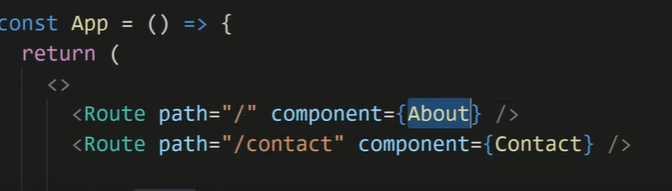 const App = () => {
return (
<>
<Route path="/" component={About} />
<Route path="/contact" component={Contact} />